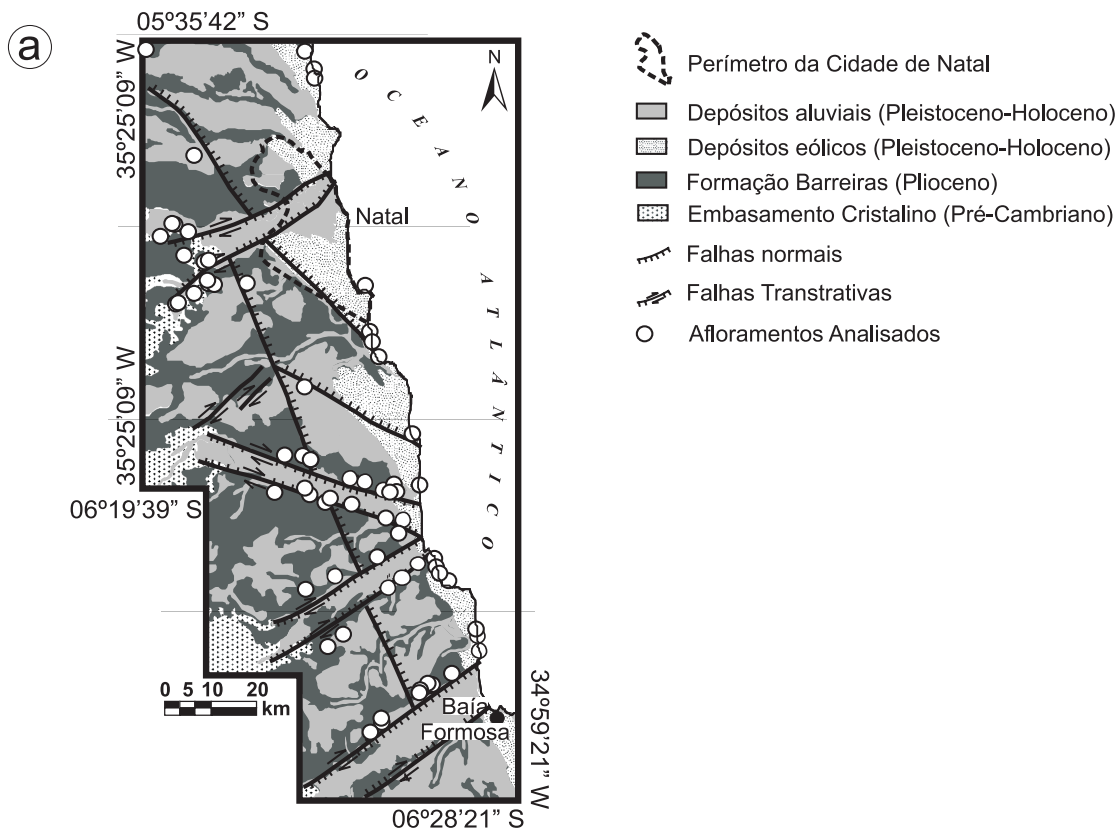 a
05º35’42” S
35º25’09” W
N
OCEANO
ATLÂNTICO
Natal
35º25’09” W
06º19’39” S
0 5 10 20
km
Baía
Formosa
34º59’21” W
06º28’21” S
Perímetro da Cidade de Natal
Depósitos aluviais (Pleistoceno-Holoceno)
Depósitos eólicos (Pleistoceno-Holoceno)
Formação Barreiras (Plioceno)
Embasamento Cristalino (Pré-Cambriano)
Falhas normais
Falhas Transtrativas
Afloramentos Analisados